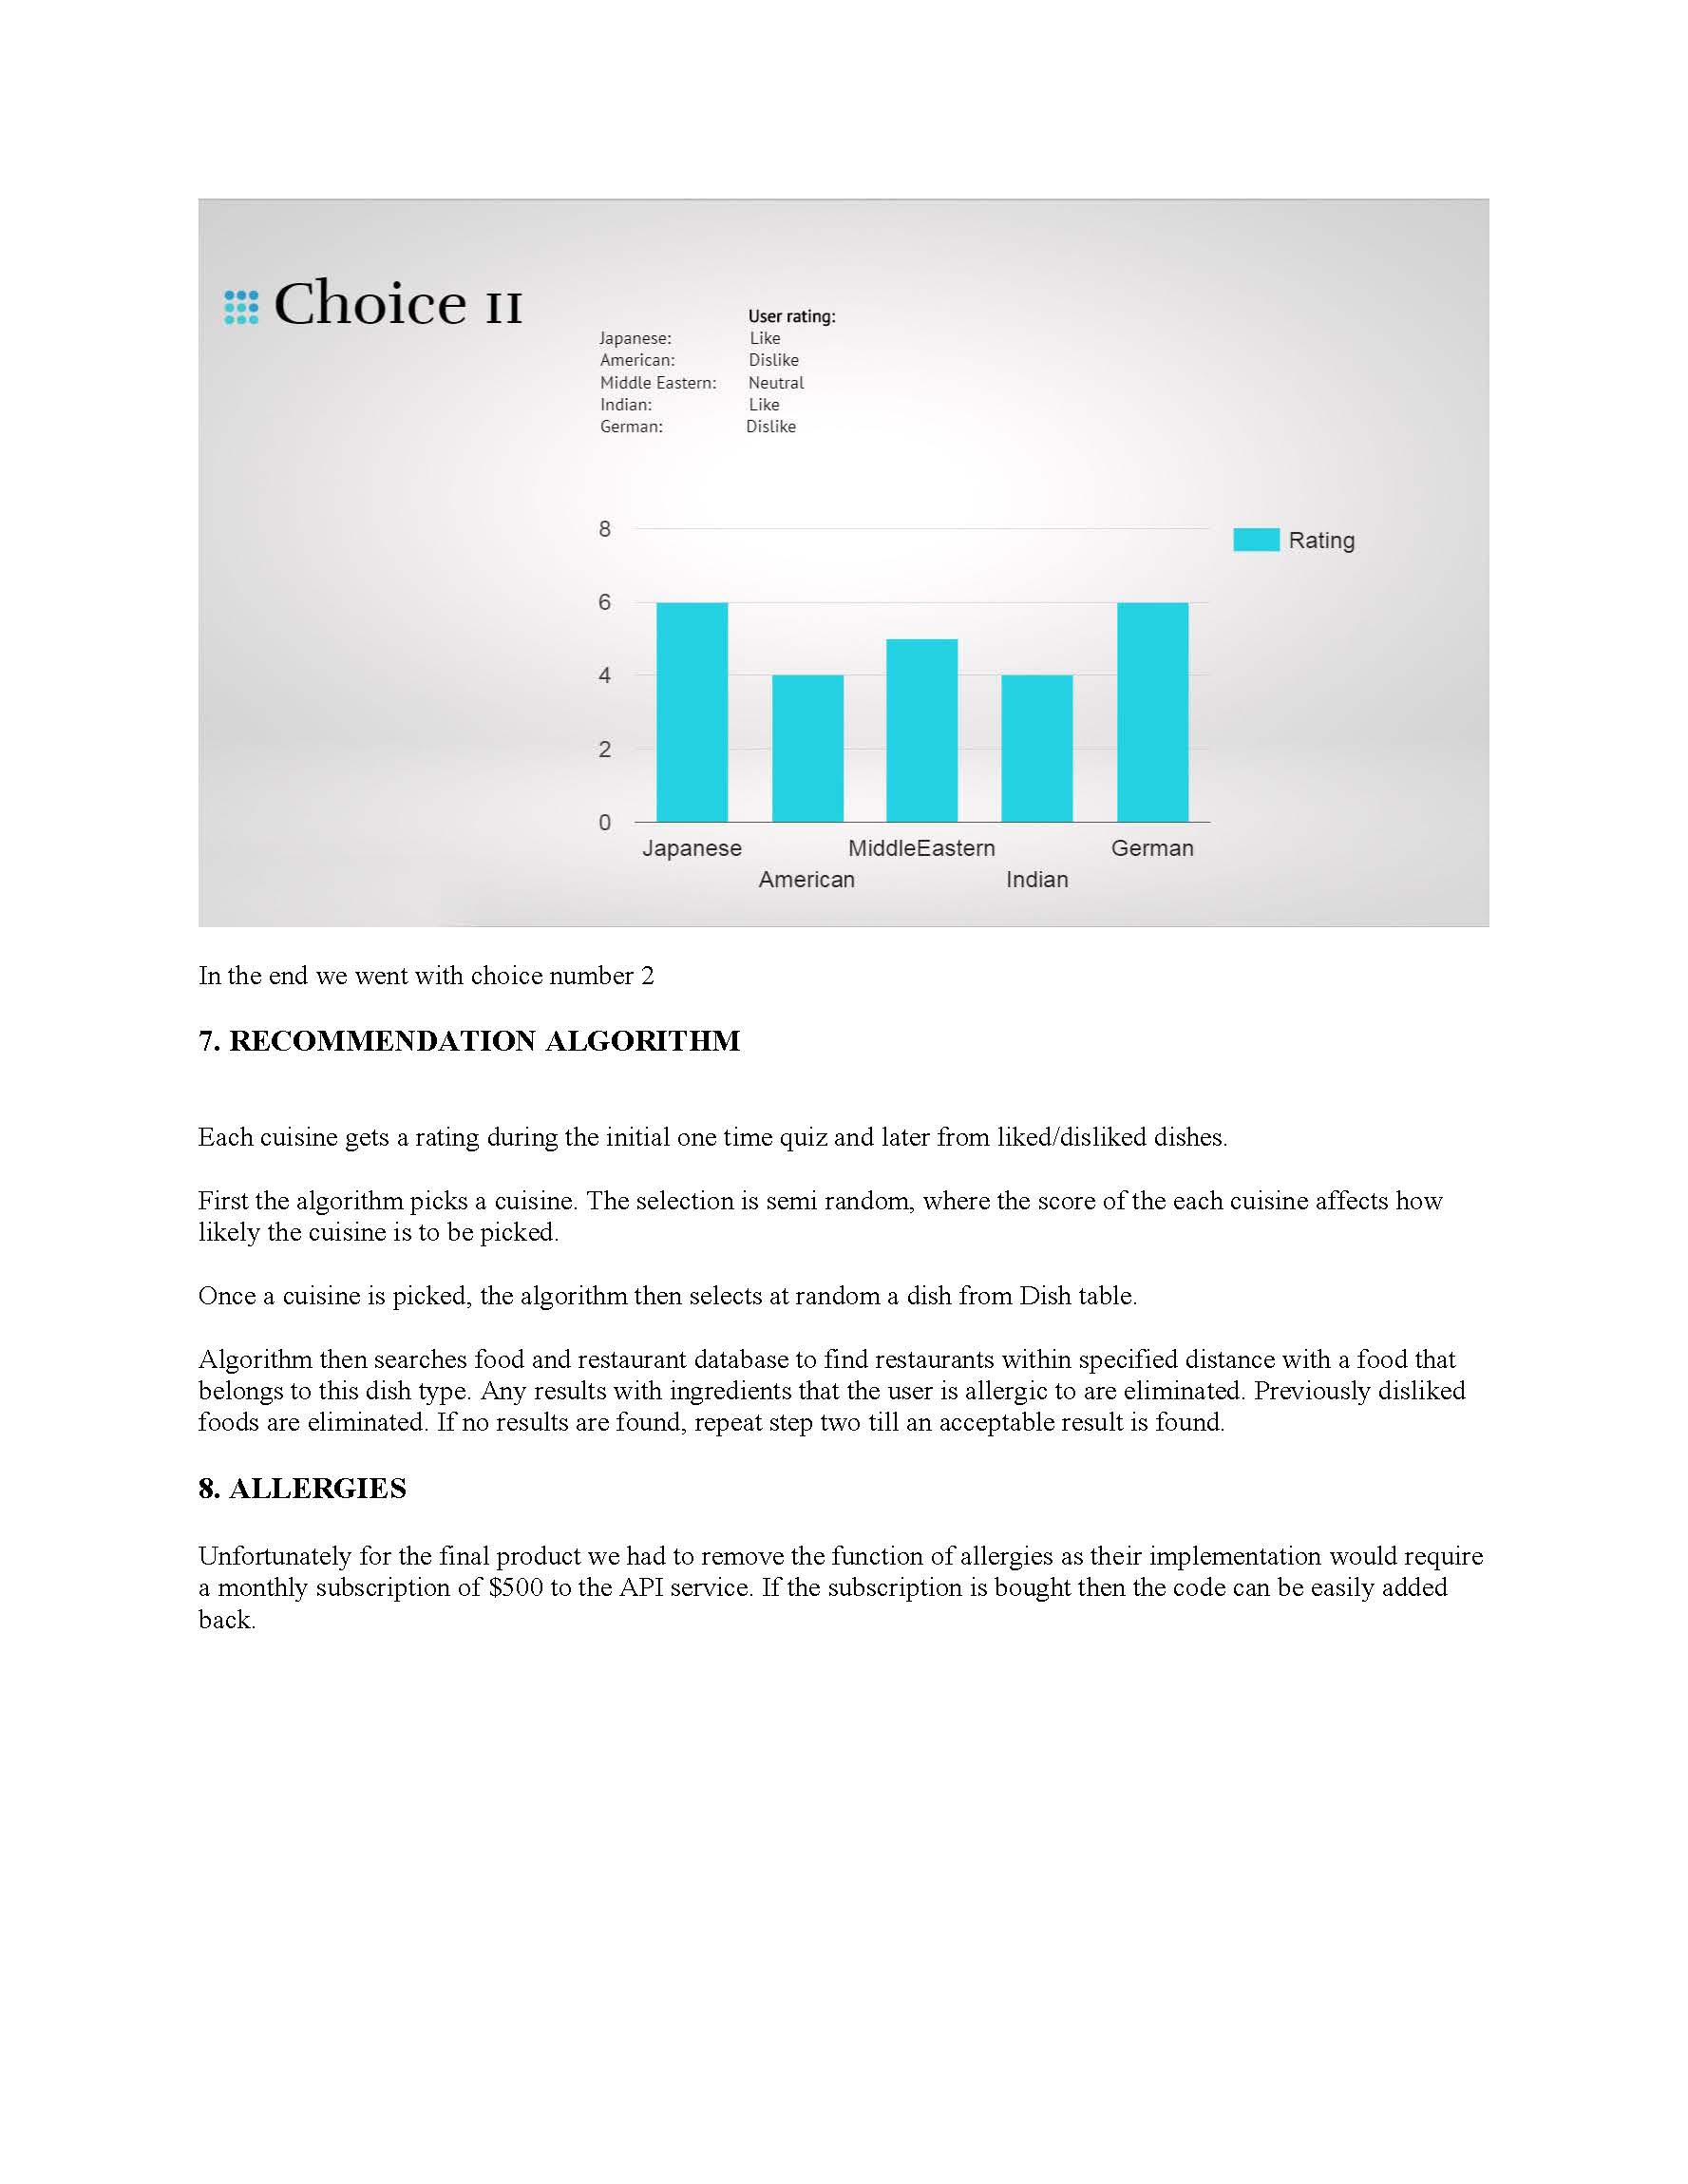 Choice II
User rating:
Japanese: Like
American: Dislike
Middle Eastern: Neutral
Indian: Like
German: Dislike
8
Rating
6
4
2
0
Japanese MiddleEastern German
American Indian
In the end we went with choice number 2
7. RECOMMENDATION ALGORITHM
Each cuisine gets a rating during the initial one time quiz and later from liked/disliked dishes.
First the algorithm picks a cuisine. The selection is semi random, where the score of the each cuisine affects how
likely the cuisine is to be picked.
Once a cuisine is picked, the algorithm then selects at random a dish from Dish table.
Algorithm then searches food and restaurant database to find restaurants within specified distance with a food that
belongs to this dish type. Any results with ingredients that the user is allergic to are eliminated. Previously disliked
foods are eliminated. If no results are found, repeat step two till an acceptable result is found.
8. ALLERGIES
Unfortunately for the final product we had to remove the function of allergies as their implementation would require
a monthly subscription of $500 to the API service. If the subscription is bought then the code can be easily added
back.